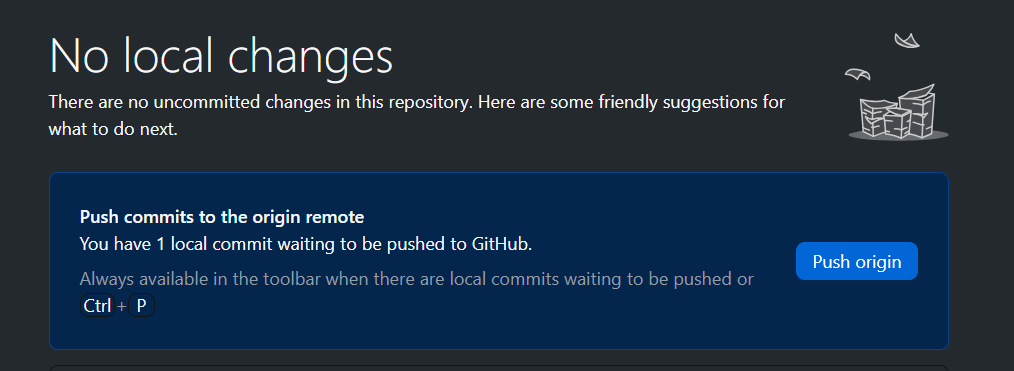 No local changes
There are no uncommitted changes in this repository. Here are some friendly suggestions for
what to do next.
Push commits to the origin remote
You have 1 local commit waiting to be pushed to GitHub.
Always available in the toolbar when there are local commits waiting to be pushed or
Ctrl + P
Push origin